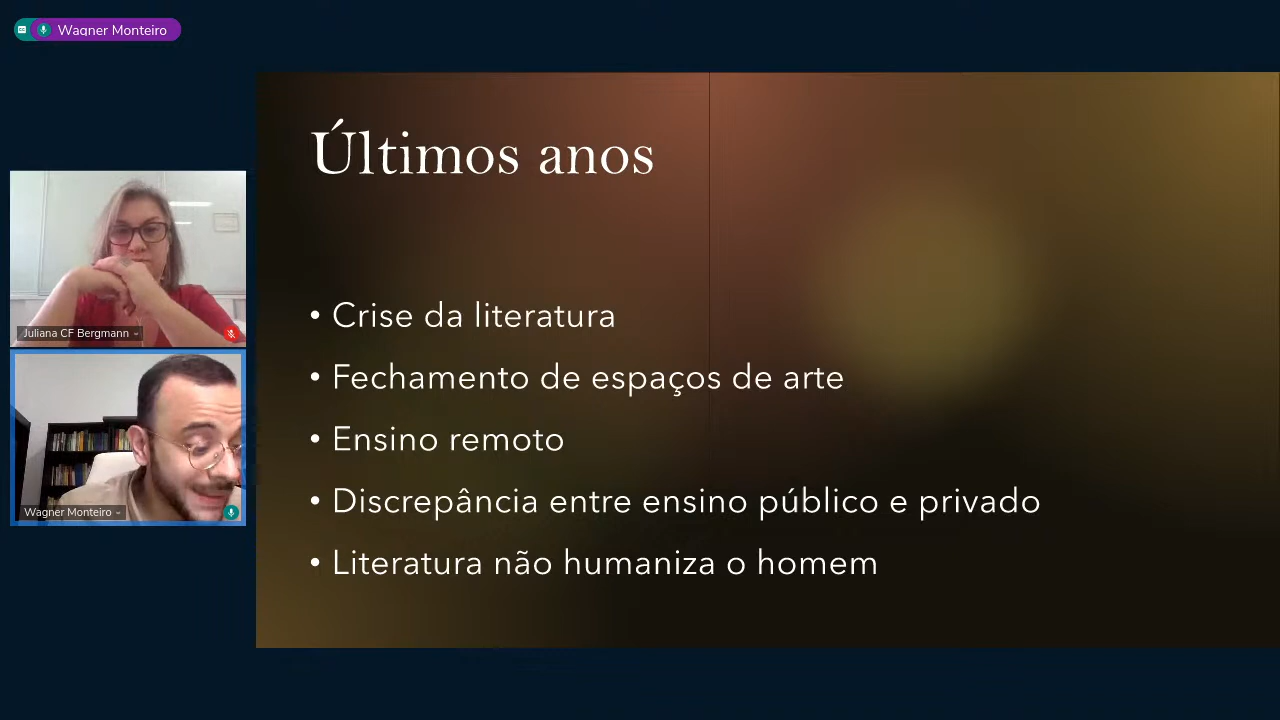 Wagner Monteiro
Últimos anos
Juliana CF Bergmann
Wagner Monteiro
• Crise da literatura
• Fechamento de espaços de arte
• Ensino remoto
• Discrepância entre ensino público e privado
• Literatura não humaniza o homem